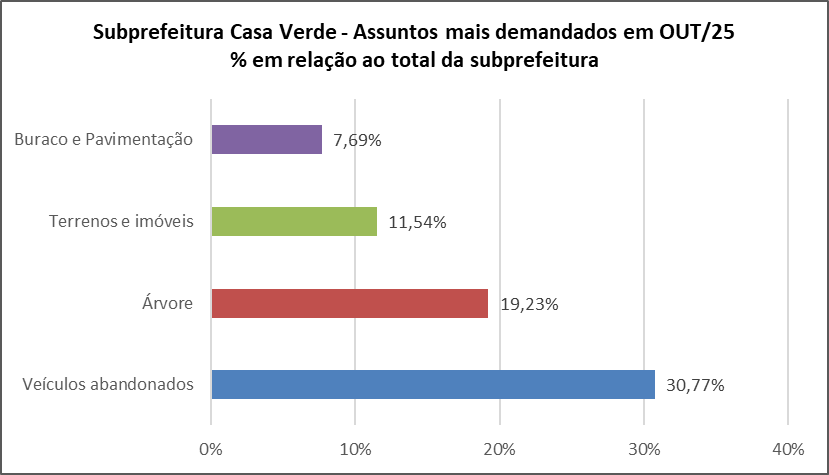 Subprefeitura Casa Verde - Assuntos mais demandados em OUT/25
% em relação ao total da subprefeitura
Buraco e Pavimentação
7,69%
Terrenos e imóveis
11,54%
Árvore
19,23%
Veículos abandonados
30,77%
0%
10%
20%
30%
40%